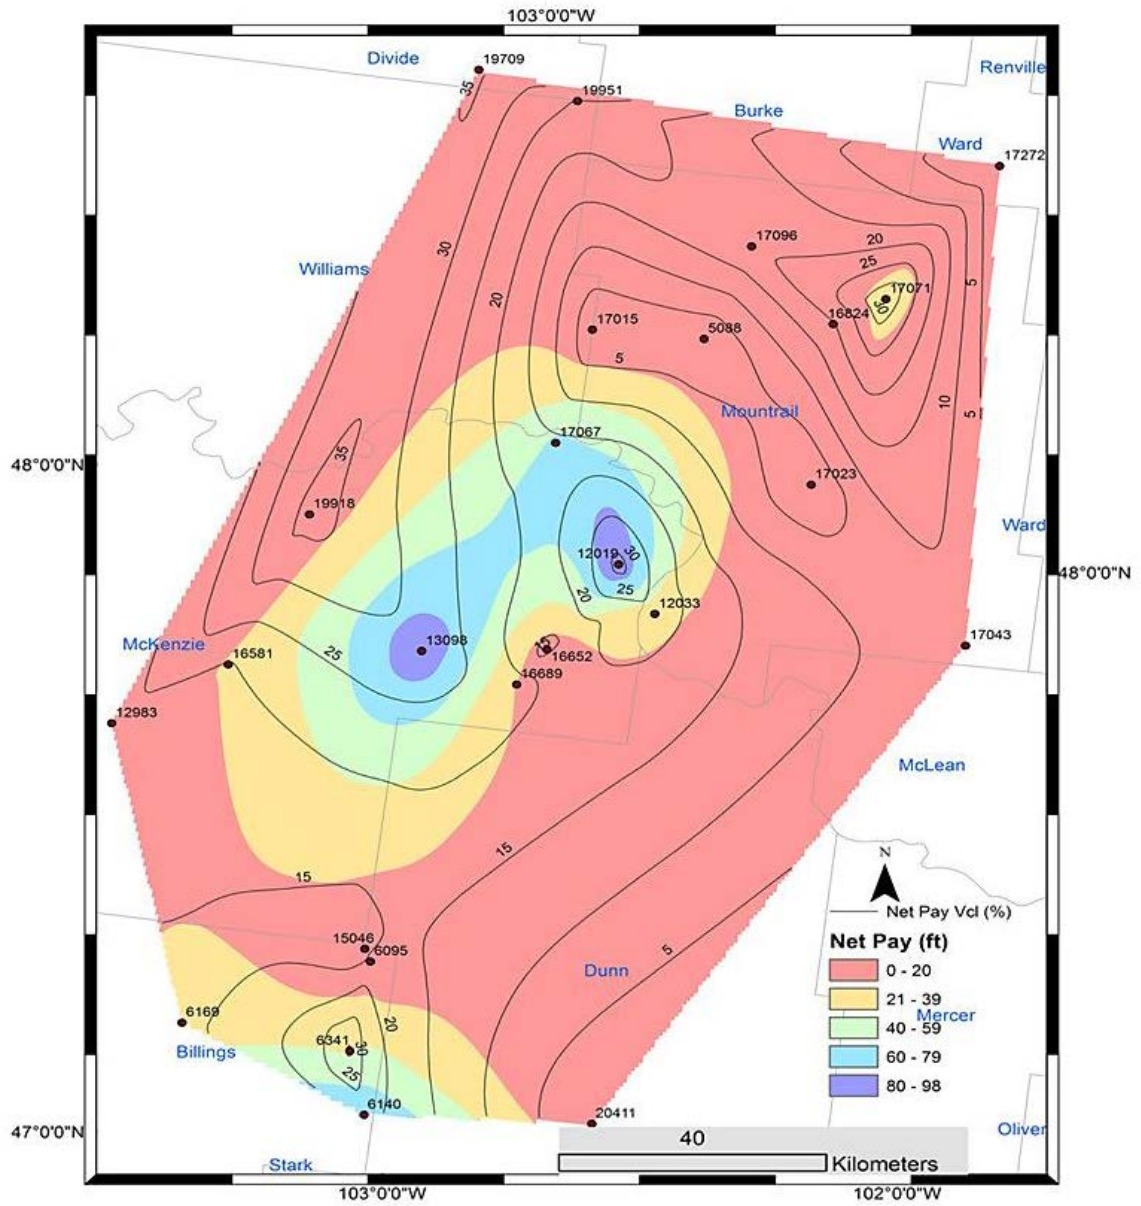 103°0'0"W
Divide
19709
Renville
35
19951
Burke
Ward
17272
30
17096
20
Williams
25
5
17071
20
30
16824
17015
5088
5
10
5
Mountrail
17067
35
48°0'0"N
17023
19918
Ward
12019
30
48°0'0"N
20
25
12033
McKenzie
13098
15
17043
16581
25
16652
16689
12983
McLean
15
N
15
Net Pay Vcl (%)
15046
Net Pay (ft)
6095
5
Dunn
0 - 20
21 - 39
6169
Mercer
20
40 - 59
6341
30
Billings
60 - 79
25
80 - 98
6140
20411
47°0'0"N
40
Oliver
Stark
Kilometers
103°0'0"W
102°0'0"W